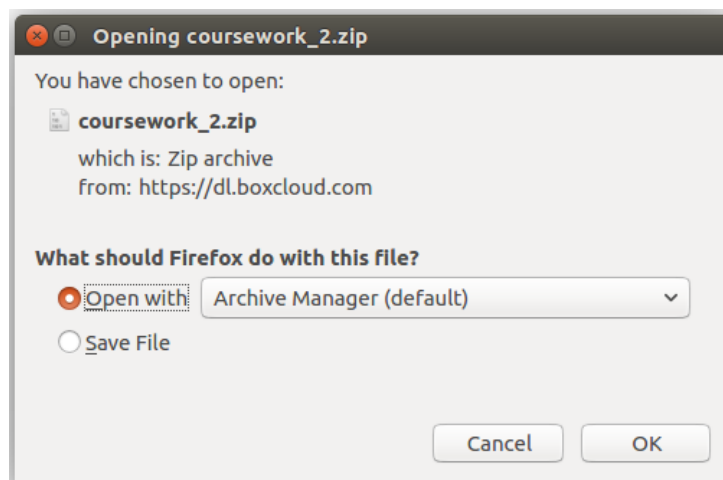 Opening coursework_2.zip
You have chosen to open:
coursework_2.zip
which is: Zip archive
from: https://dl.boxcloud.com
What should Firefox do with this file?
Open with Archive Manager (default)
Save File
Cancel OK